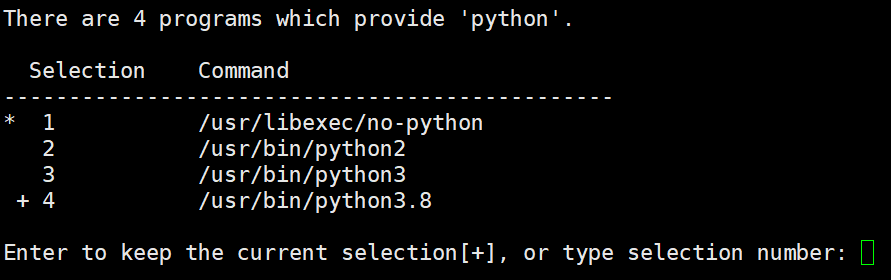 There are 4 programs which provide 'python'.
  Selection    Command
-----------------------------------------------
*  1           /usr/libexec/no-python
   2           /usr/bin/python2
   3           /usr/bin/python3
 + 4           /usr/bin/python3.8
Enter to keep the current selection[+], or type selection number: